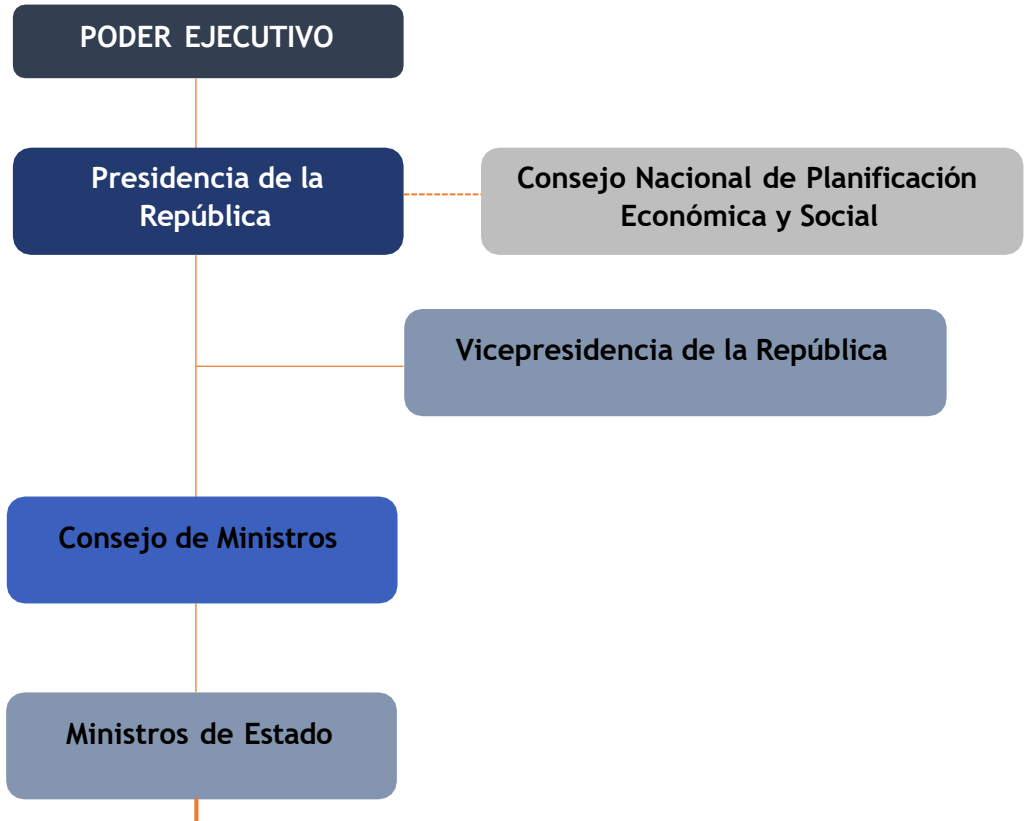 PODER EJECUTIVO
Presidencia de la
República
Consejo Nacional de Planificación
Económica y Social
Vicepresidencia de la República
Consejo de Ministros
Ministros de Estado